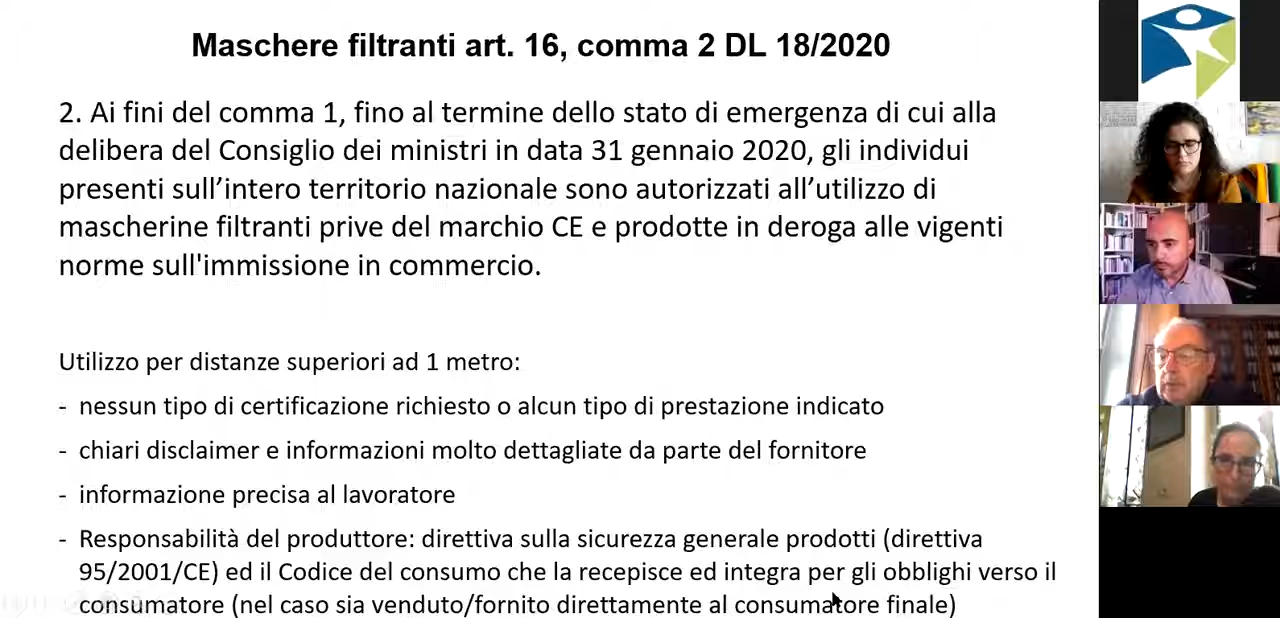 Maschere filtranti art. 16, comma 2 DL 18/2020
2. Ai fini del comma 1, fino al termine dello stato di emergenza di cui alla
delibera del Consiglio dei ministri in data 31 gennaio 2020, gli individui
presenti sull’intero territorio nazionale sono autorizzati all’utilizzo di
mascherine filtranti prive del marchio CE e prodotte in deroga alle vigenti
norme sull'immissione in commercio.
Utilizzo per distanze superiori ad 1 metro:
- nessun tipo di certificazione richiesto o alcun tipo di prestazione indicato
- chiari disclaimer e informazioni molto dettagliate da parte del fornitore
- informazione precisa al lavoratore
- Responsabilità del produttore: direttiva sulla sicurezza generale prodotti (direttiva
95/2001/CE) ed il Codice del consumo che la recepisce ed integra per gli obblighi verso il
consumatore (nel caso sia venduto/fornito direttamente al consumatore finale)